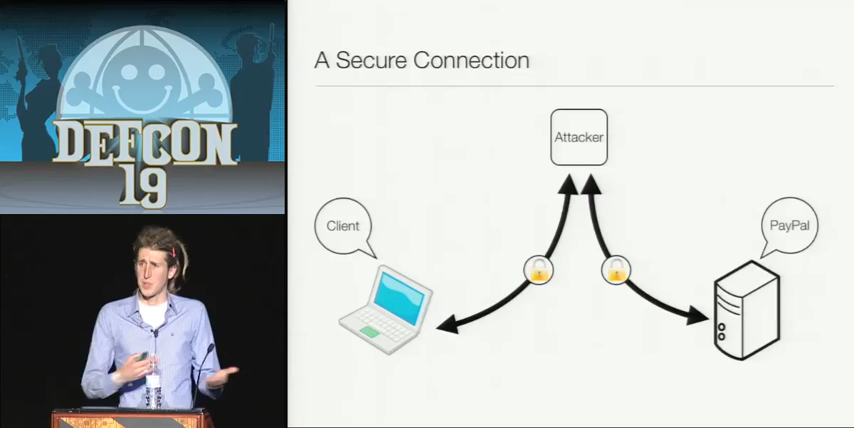 DEFCON
19
A Secure Connection
Attacker
Client
PayPal